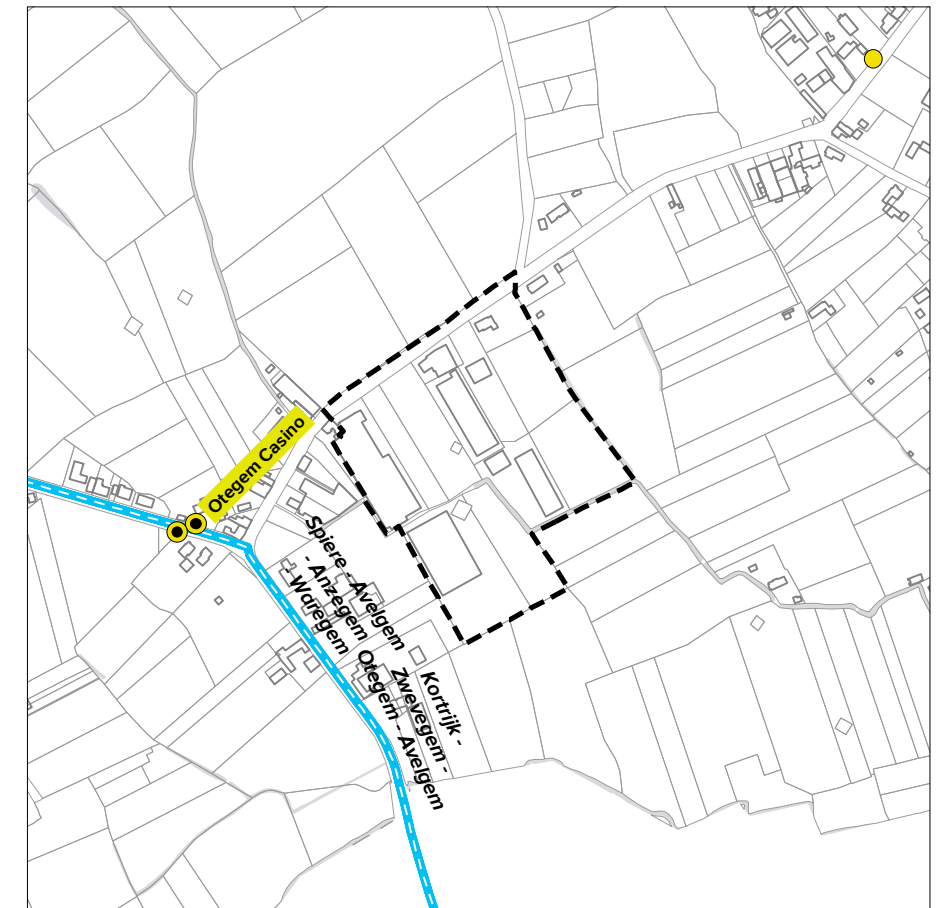 Otegem Casino
Spiere - Avelgem
- Anzegem
- Waregem
Kortrijk -
Zwevegem -
Otegem - Avelgem